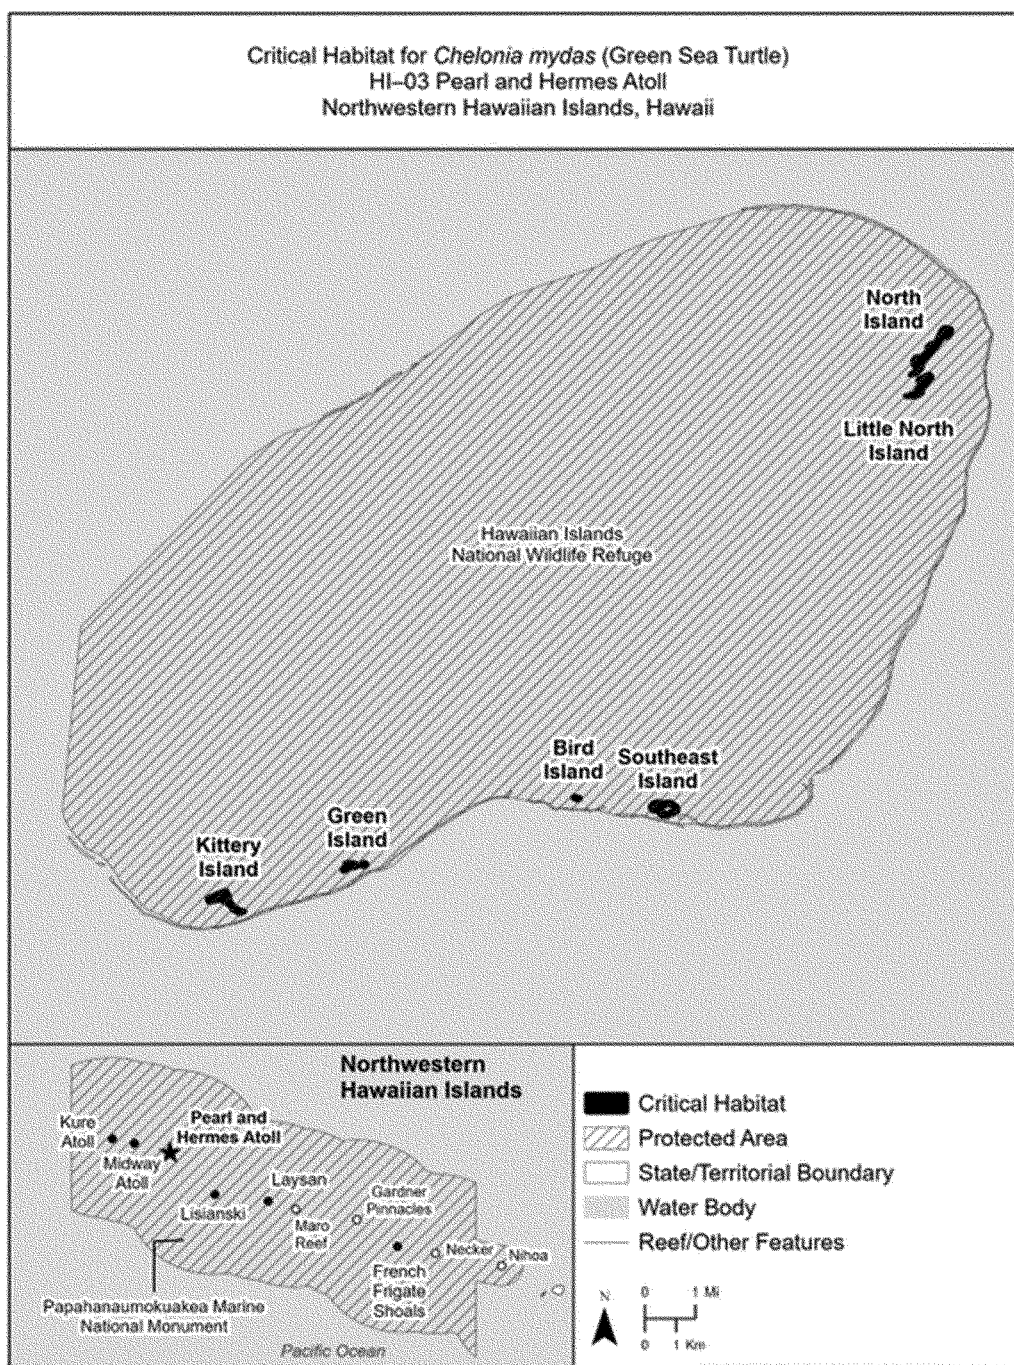 Critical Habitat for Chelonia mydas (Green Sea Turtle)
HI–03 Pearl and Hermes Atoll
Northwestern Hawaiian Islands, Hawaii
North
Island
Little North
Island
Hawaiian Islands
National Wildlife Refuge
Bird
Island
Southeast
Island
Green
Island
Kittery
Island
Northwestern
Hawaiian Islands
Kure
Atoll
Pearl and
Hermes Atoll
Midway
Atoll
Lisianski
Laysan
Maro
Reef
Gardner
Pinnacles
French
Frigate
Shoals
Necker
Nihoa
Papahanaumokuakea Marine
National Monument
Pacific Ocean
Critical Habitat
Protected Area
State/Territorial Boundary
Water Body
Reef/Other Features
N
0 1 Mi
0 1 Km